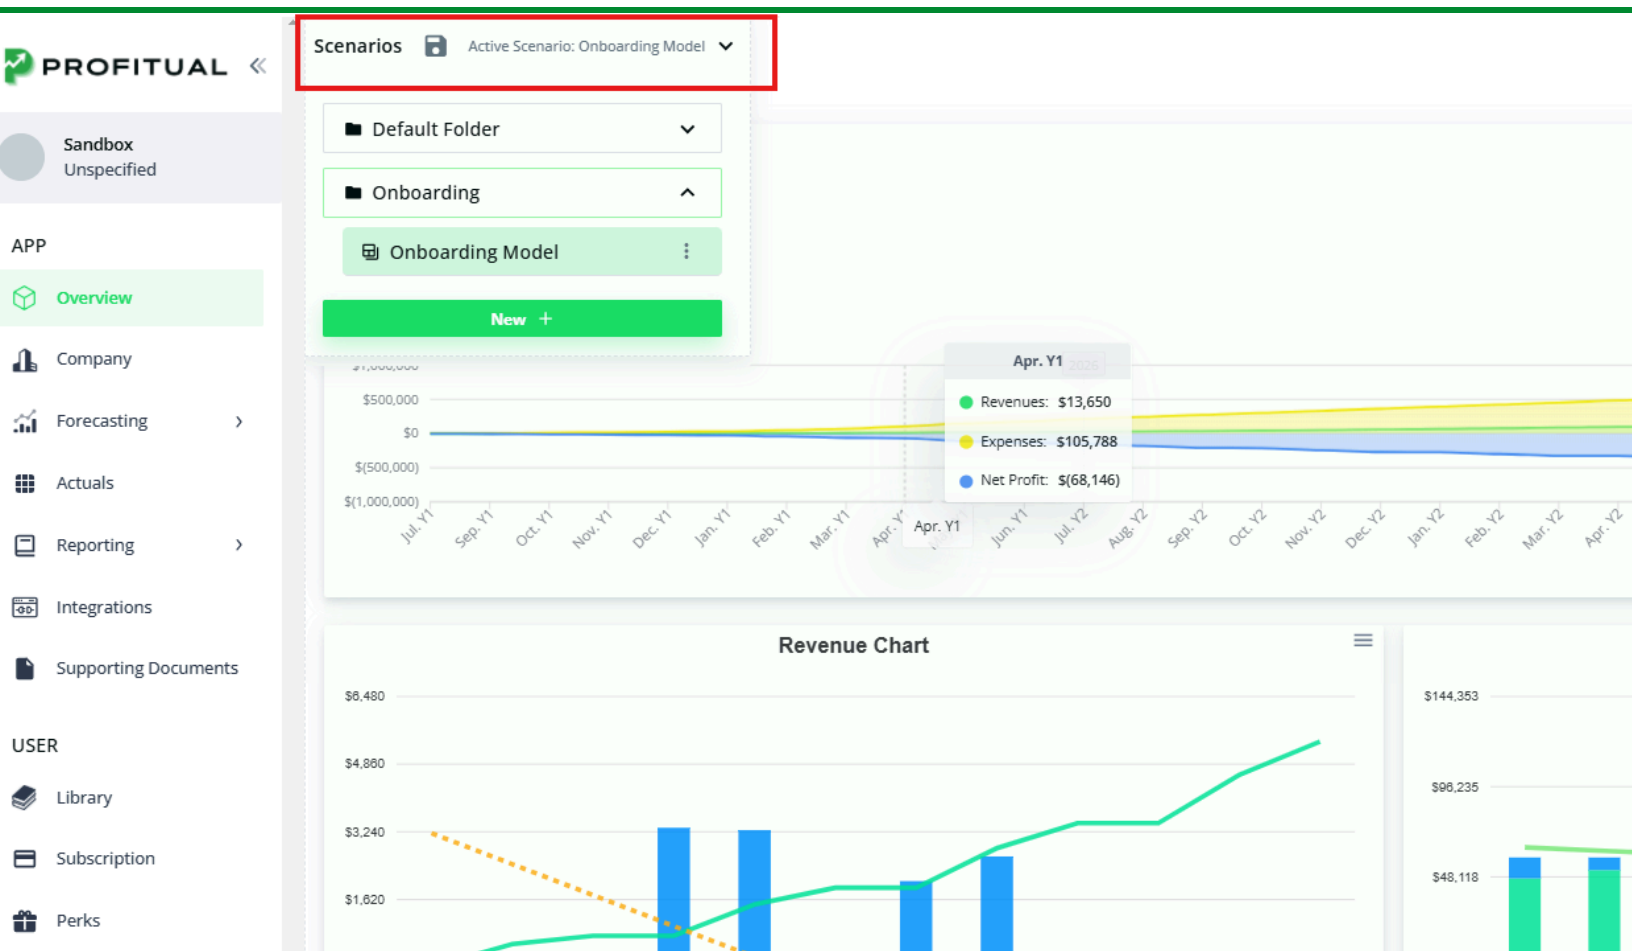 PROFITUAL
Sandbox
Unspecified
APP
Overview
Company
Forecasting
Actuals
Reporting
Integrations
Supporting Documents
USER
Library
Subscription
Perks
Scenarios
Active Scenario: Onboarding Model
Default Folder
Onboarding
Onboarding Model
New +
$1,000,000
$500,000
$0
$(500,000)
$(1,000,000)
Apr. Y1
2026
Revenues: $13,650
Expenses: $105,788
Net Profit: $(68,146)
Jul. Y1
Sep. Y1
Oct. Y1
Nov. Y1
Dec. Y1
Jan. Y1
Feb. Y1
Mar. Y1
Apr. Y
Apr. Y1
Jun. Y1
Jul. Y2
Aug. Y2
Sep. Y2
Oct. Y2
Nov. Y2
Dec. Y2
Jan. Y2
Feb. Y2
Mar. Y2
Apr. Y2
Revenue Chart
$6,480
$4,860
$3,240
$1,620
$144,353
$96,235
$48,118